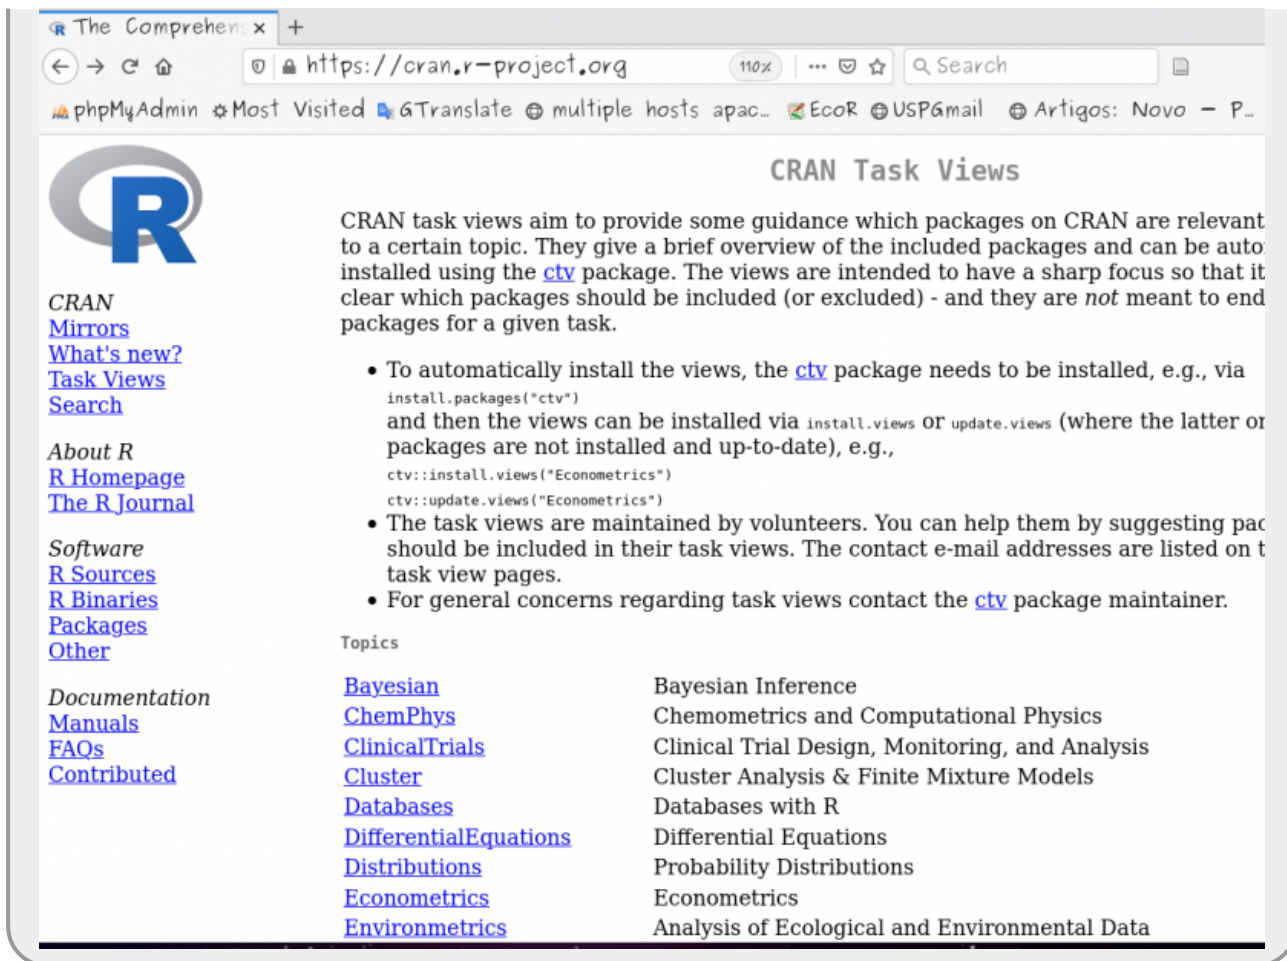 The Comprehens
https://cran.r-project.org
110%
Search
phpMyAdmin Most Visited GTranslate multiple hosts apac… EcoR USPGmail Artigos: Novo — P…
R
CRAN
Mirrors
What's new?
Task Views
Search
About R
R Homepage
The R Journal
Software
R Sources
R Binaries
Packages
Other
Documentation
Manuals
FAQs
Contributed
CRAN Task Views
CRAN task views aim to provide some guidance which packages on CRAN are relevant
to a certain topic. They give a brief overview of the included packages and can be auto
installed using the ctv package. The views are intended to have a sharp focus so that it
clear which packages should be included (or excluded) - and they are not meant to end
packages for a given task.
• To automatically install the views, the ctv package needs to be installed, e.g., via
install.packages("ctv")
and then the views can be installed via install.views or update.views (where the latter or
packages are not installed and up-to-date), e.g.,
ctv::install.views("Econometrics")
ctv::update.views("Econometrics")
• The task views are maintained by volunteers. You can help them by suggesting pac
should be included in their task views. The contact e-mail addresses are listed on t
task view pages.
• For general concerns regarding task views contact the ctv package maintainer.
Topics
Bayesian Bayesian Inference
ChemPhys Chemometrics and Computational Physics
ClinicalTrials Clinical Trial Design, Monitoring, and Analysis
Cluster Cluster Analysis & Finite Mixture Models
Databases Databases with R
DifferentialEquations Differential Equations
Distributions Probability Distributions
Econometrics Econometrics
Environmetrics Analysis of Ecological and Environmental Data